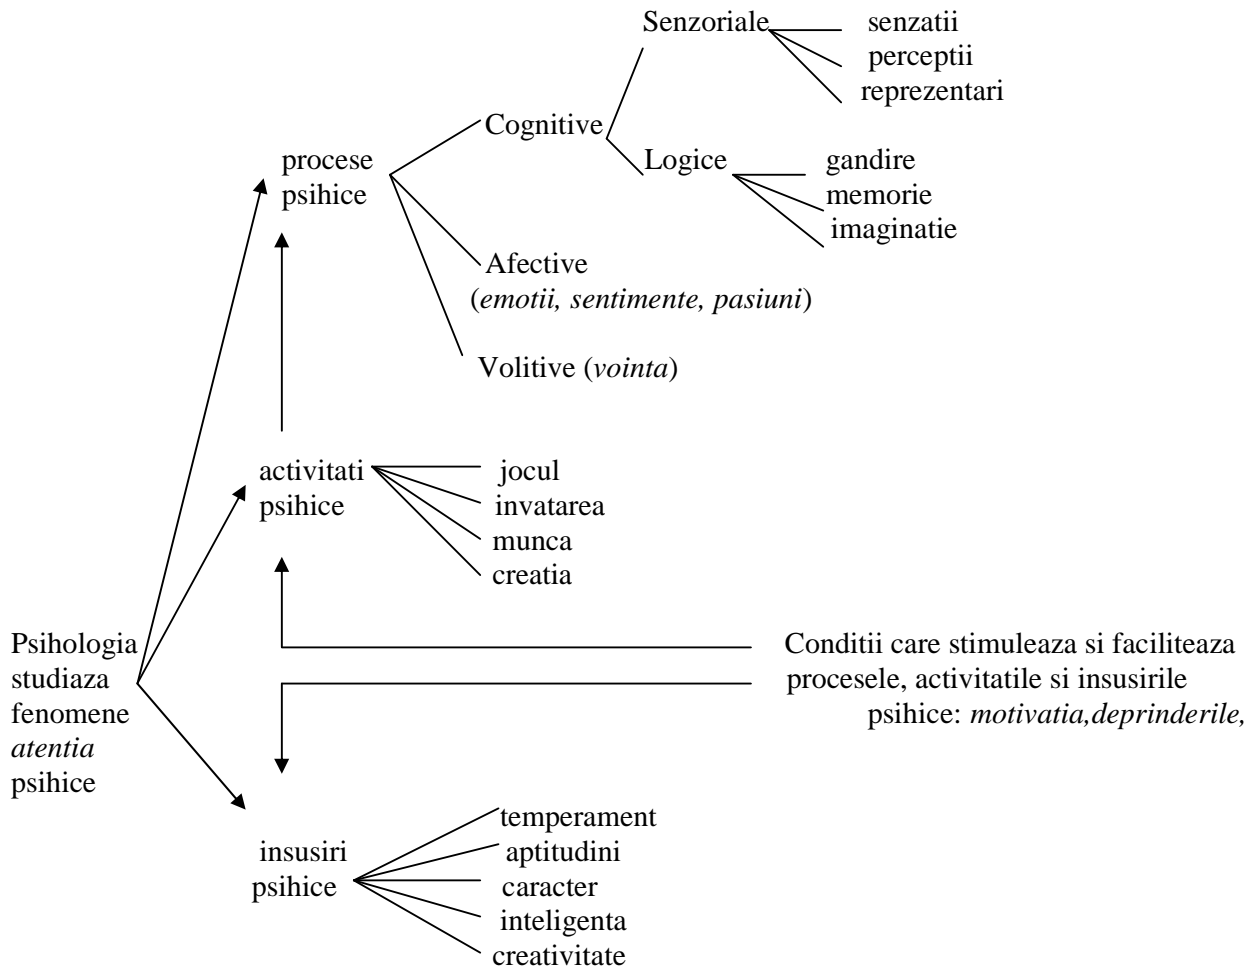 Senzoriale
senzatii
perceptii
reprezentari
Cognitive
procese
psihice
Logice
gandire
memorie
imaginatie
Afective
(emotii, sentimente, pasiuni)
Volitive (vointa)
activitati
psihice
jocul
invatarea
munca
creatia
Psihologia
studiaza
fenomene
atentia
psihice
Conditii care stimuleaza si faciliteaza
procesele, activitatile si insusirile
psihice: motivatia,deprinderile,
insusiri
psihice
temperament
aptitudini
caracter
inteligenta
creativitate